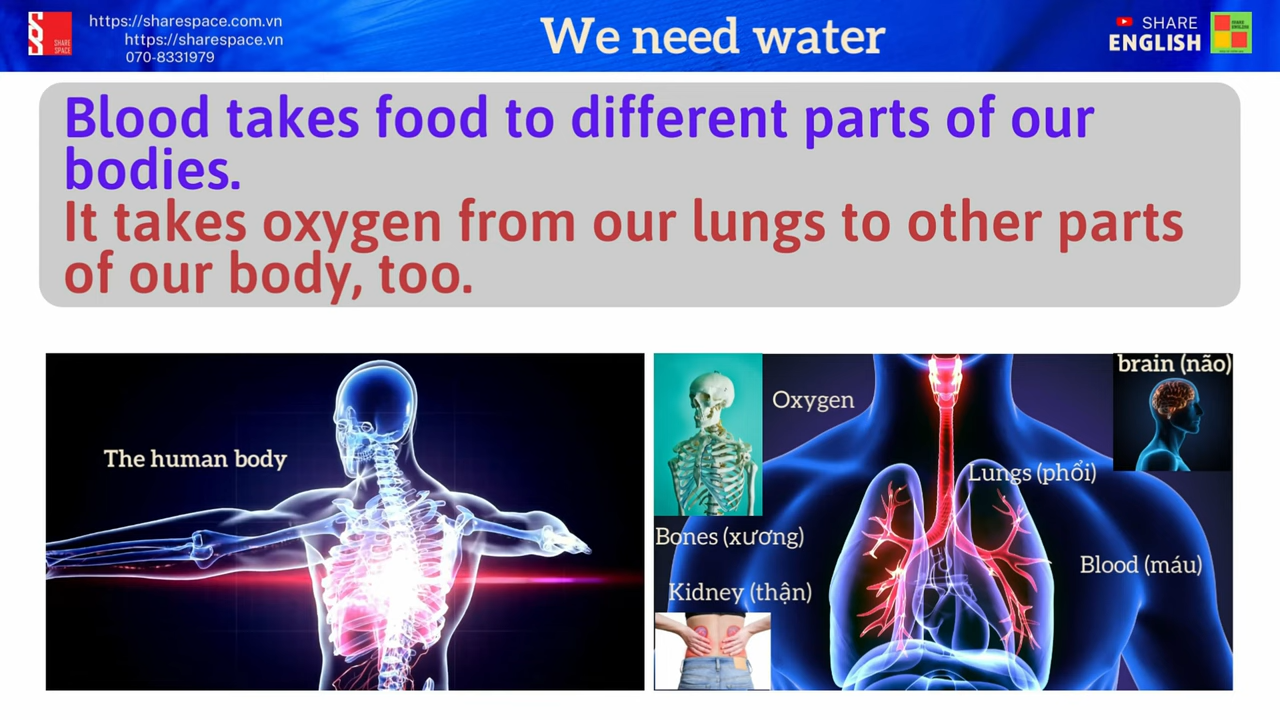 https://sharespace.com.vn
https://sharespace.vn
070-8331979
SHARE
SPACE
We need water
SHARE
ENGLISH
Blood takes food to different parts of our
bodies.
It takes oxygen from our lungs to other parts
of our body, too.
The human body
Oxygen
brain (não)
Lungs (phổi)
Bones (xương)
Blood (máu)
Kidney (thận)